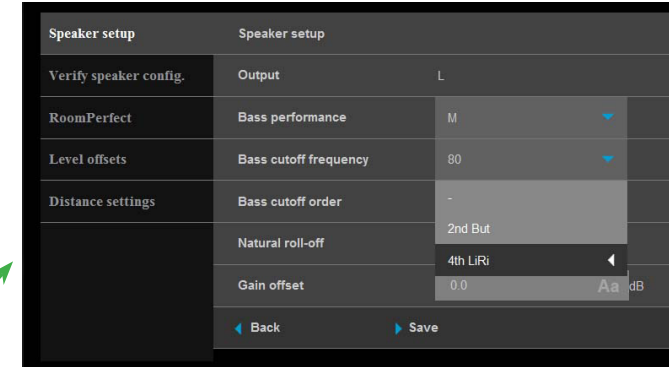 Speaker setup Speaker setup
Verify speaker config. Output L
RoomPerfect Bass performance M
Level offsets Bass cutoff frequency 80
Distance settings Bass cutoff order -
2nd But
Natural roll-off
4th LiRi
Gain offset 0.0 Aa dB
Back Save